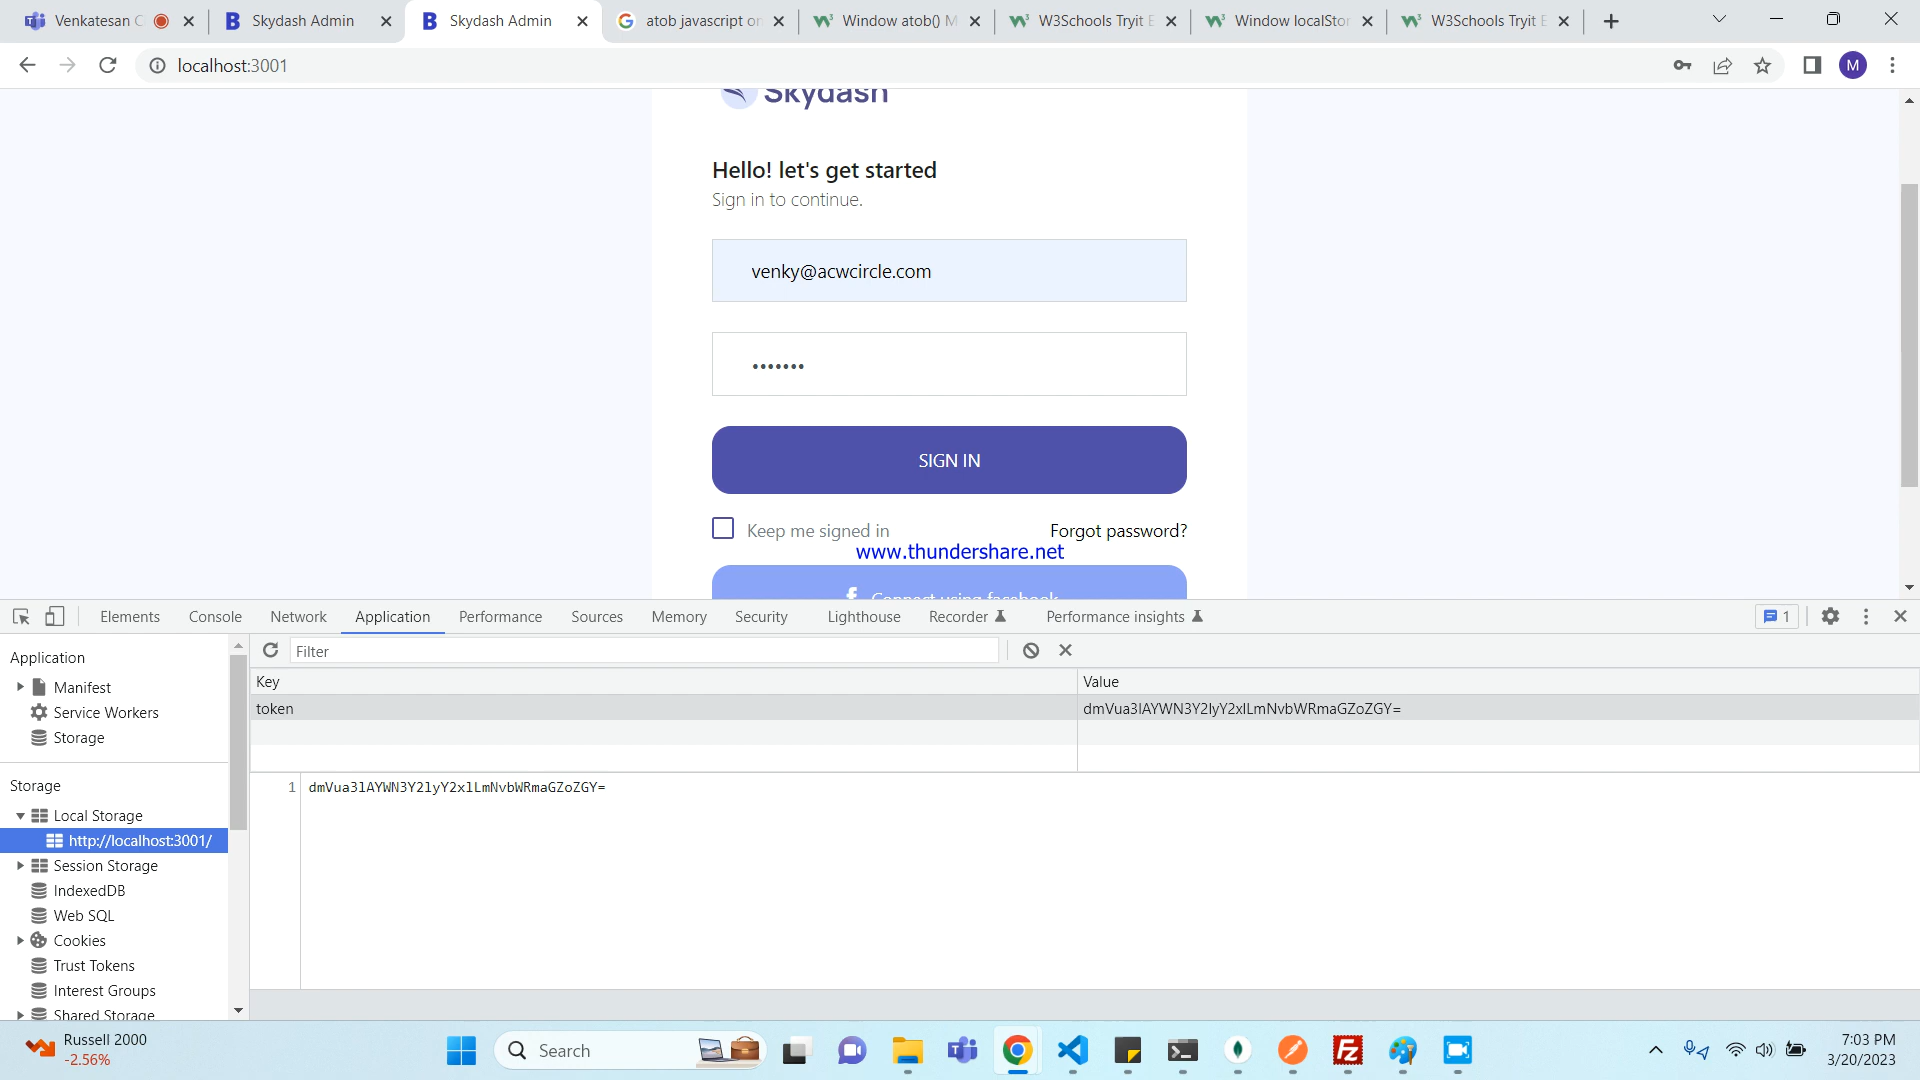 Venkatesan C
Skydash Admin
Skydash Admin
atob javascript on
Window atob() M
W3Schools Tryit E
Window localStor
W3Schools Tryit E
localhost:3001
M
Skydash
Hello! let's get started
Sign in to continue.
venky@acwcircle.com
•••••••
SIGN IN
Keep me signed in
Forgot password?
www.thundershare.net
Connect using facebook
Elements
Console
Network
Application
Performance
Sources
Memory
Security
Lighthouse
Recorder
Performance insights
1
Application
Manifest
Service Workers
Storage
Storage
Local Storage
http://localhost:3001/
Session Storage
IndexedDB
Web SQL
Cookies
Trust Tokens
Interest Groups
Shared Storage
Filter
Key
Value
token
dmVua3lAYWN3Y2lyY2xlLmNvbWRmaGZoZGY=
1 dmVua3lAYWN3Y2lyY2xlLmNvbWRmaGZoZGY=
Russell 2000
-2.56%
Search
7:03 PM
3/20/2023